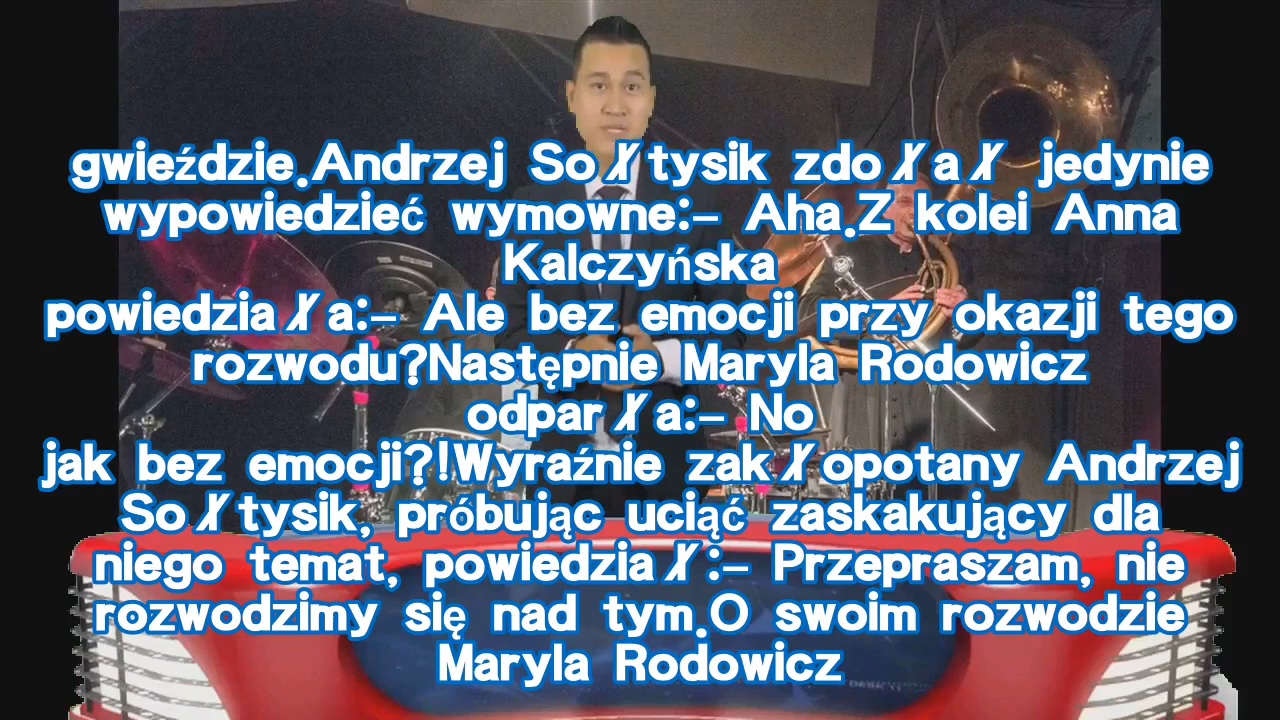 gwieździe.Andrzej Sołtysik zdołał jedynie
wypowiedzieć wymowne:– Aha.Z kolei Anna
Kalczyńska
powiedziała:– Ale bez emocji przy okazji tego
rozwodu?Następnie Maryla Rodowicz
odparła:– No
jak bez emocji?!Wyraźnie zakłopotany Andrzej
Sołtysik, próbując uciąć zaskakujący dla
niego temat, powiedział:– Przepraszam, nie
rozwodzimy się nad tym.O swoim rozwodzie
Maryla Rodowicz